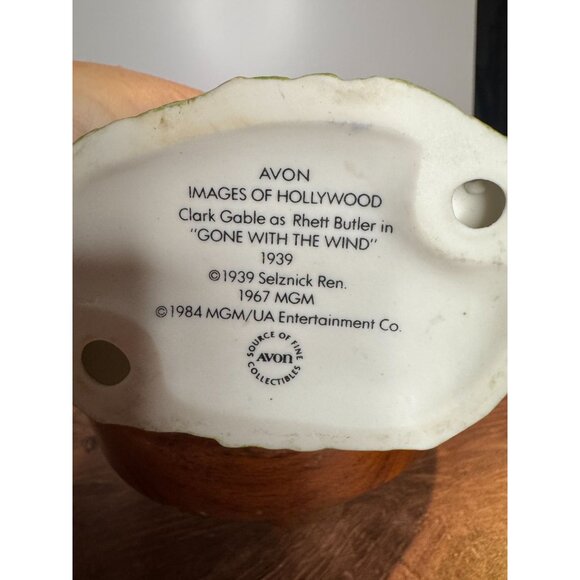 AVON
IMAGES OF HOLLYWOOD
Clark Gable as Rhett Butler in
"GONE WITH THE WIND"
1939
©1939 Selznick Ren.
1967 MGM
©1984 MGM/UA Entertainment Co.
SOURCE OF FINE
AVON
COLLECTIBLES